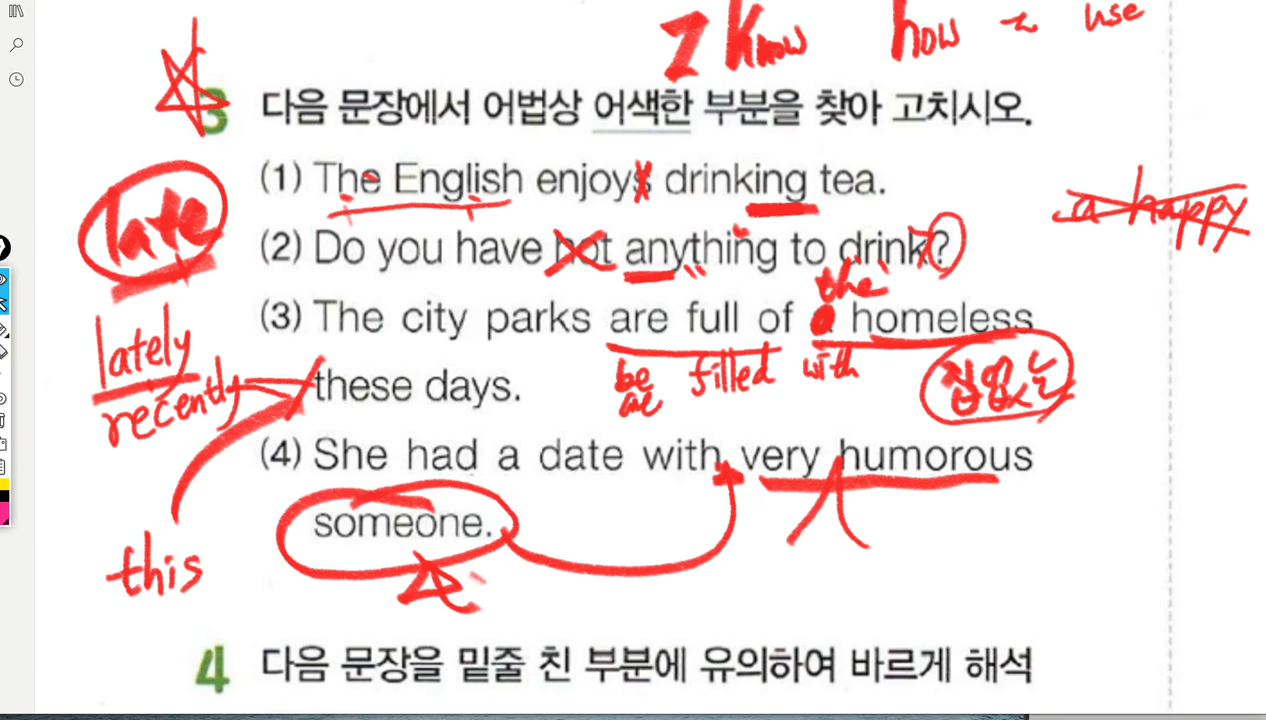 I know how to use
3 다음 문장에서 어법상 어색한 부분을 찾아 고치시오.
(1) The English enjoys drinking tea.
late
a happy
(2) Do you have not anything to drink?
the
(3) The city parks are full of a homeless
lately
be filled with
집없는
are
recently
these days.
(4) She had a date with very humorous
someone.
this
4 다음 문장을 밑줄 친 부분에 유의하여 바르게 해석